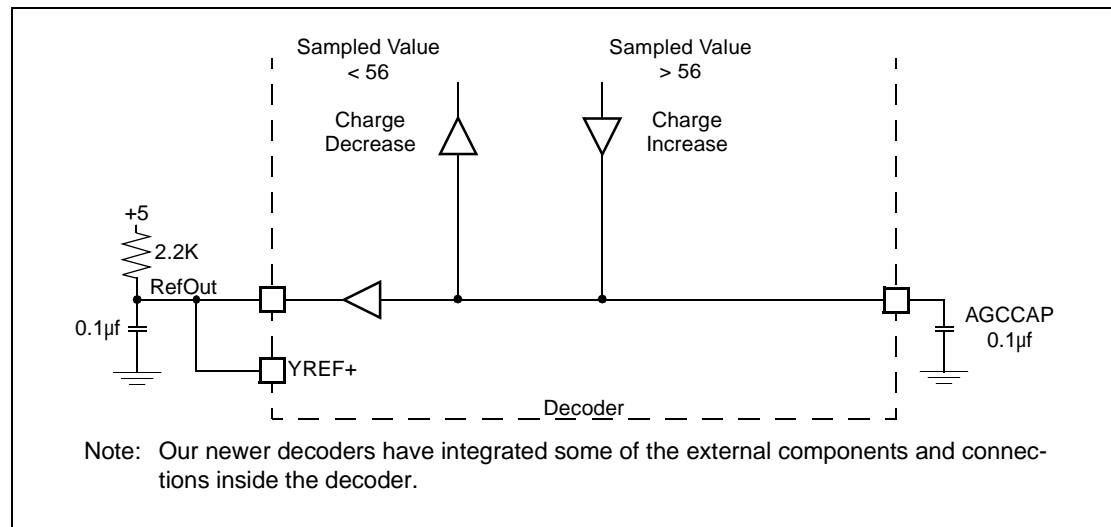 Sampled Value
< 56
Sampled Value
> 56
Charge
Decrease
Charge
Increase
+5
2.2K
RefOut
0.1µf
YREF+
AGCCAP
0.1µf
Decoder
Note: Our newer decoders have integrated some of the external components and connec-
tions inside the decoder.